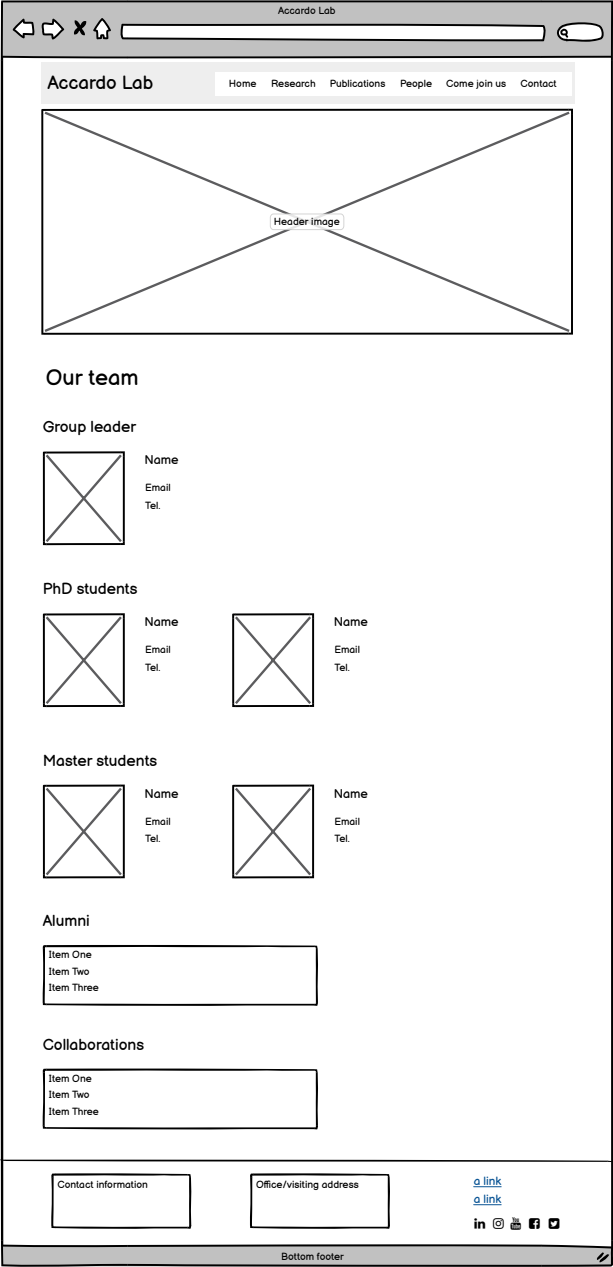 Accardo Lab
Accardo Lab
Home Research Publications People Come join us Contact
Header image
Our team
Group leader
Name
Email
Tel.
PhD students
Name
Email
Tel.
Name
Email
Tel.
Master students
Name
Email
Tel.
Name
Email
Tel.
Alumni
Item One
Item Two
Item Three
Collaborations
Item One
Item Two
Item Three
Contact information
Office/visiting address
a link
a link
Bottom footer